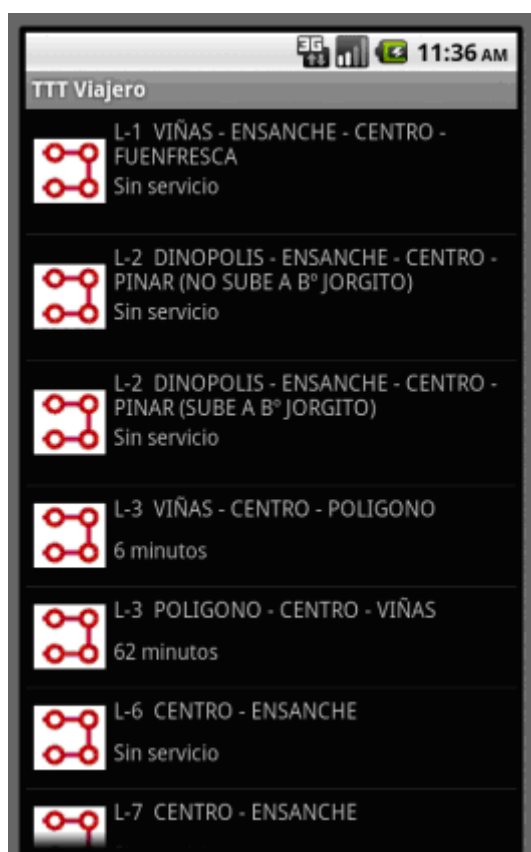 3G 11:36 AM
TTT Viajero
L-1 VIÑAS - ENSANCHE - CENTRO -
FUENFRESCA
Sin servicio
L-2 DINOPOLIS - ENSANCHE - CENTRO -
PINAR (NO SUBE A Bº JORGITO)
Sin servicio
L-2 DINOPOLIS - ENSANCHE - CENTRO -
PINAR (SUBE A Bº JORGITO)
Sin servicio
L-3 VIÑAS - CENTRO - POLIGONO
6 minutos
L-3 POLIGONO - CENTRO - VIÑAS
62 minutos
L-6 CENTRO - ENSANCHE
Sin servicio
L-7 CENTRO - ENSANCHE